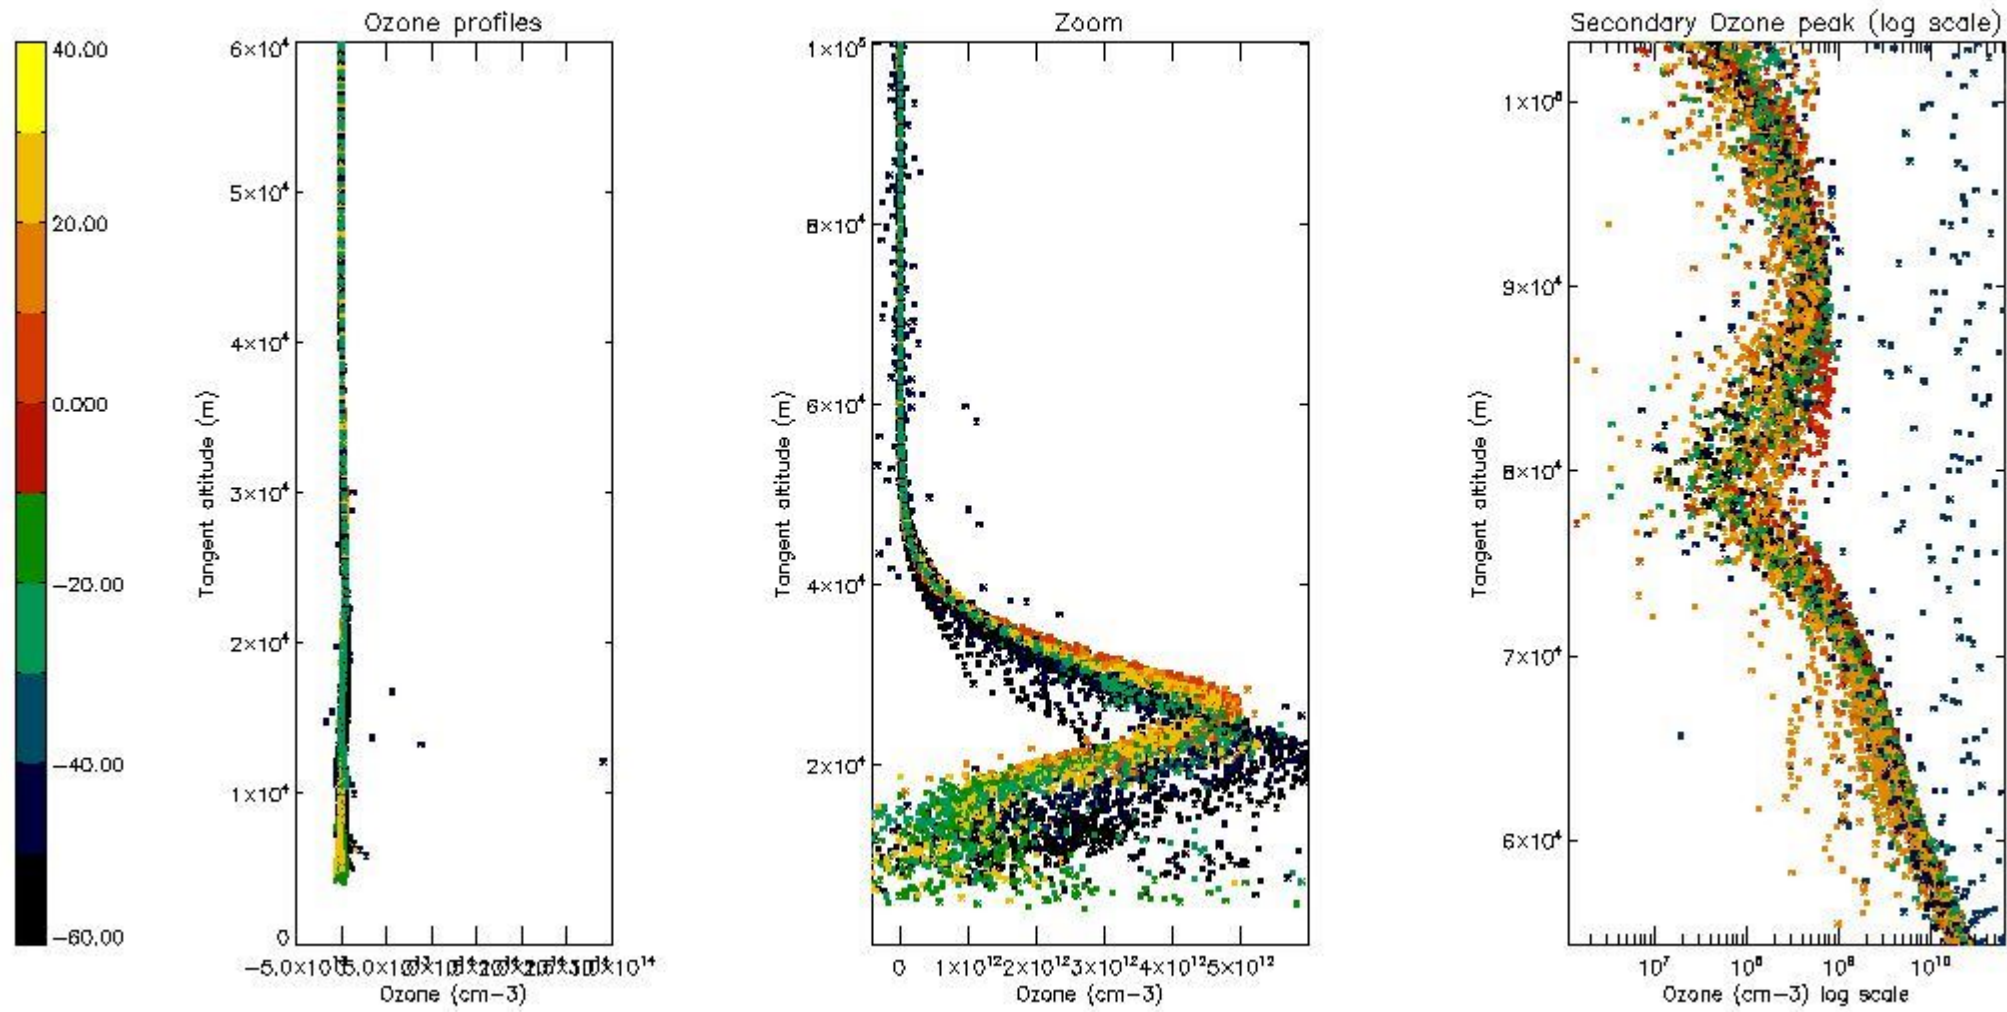 Ozone profiles
Zoom
Secondary Ozone peak (log scale)
40.00
20.00
0.000
−20.00
−40.00
−60.00
6×10⁴
5×10⁴
4×10⁴
3×10⁴
2×10⁴
1×10⁴
0
Tangent altitude (m)
Ozone (cm−3)
1×10⁵
8×10⁴
6×10⁴
4×10⁴
2×10⁴
Tangent altitude (m)
0 1×10¹² 2×10¹² 3×10¹² 4×10¹² 5×10¹²
Ozone (cm−3)
1×10⁵
9×10⁴
8×10⁴
7×10⁴
6×10⁴
Tangent altitude (m)
10⁷ 10⁸ 10⁹ 10¹⁰
Ozone (cm−3) log scale